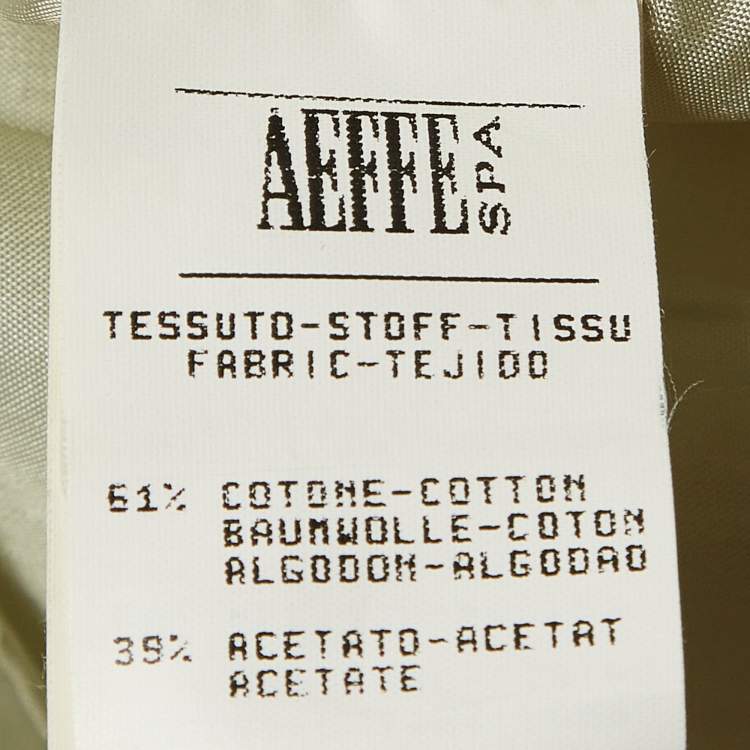 AEFFE SPA
TESSUTO-STOFF-TISSU
FABRIC-TEJIDO
61% COTONE-COTTON
BAUMWOLLE-COTON
ALGODON-ALGODAO
39% ACETATO-ACETAT
ACETATE